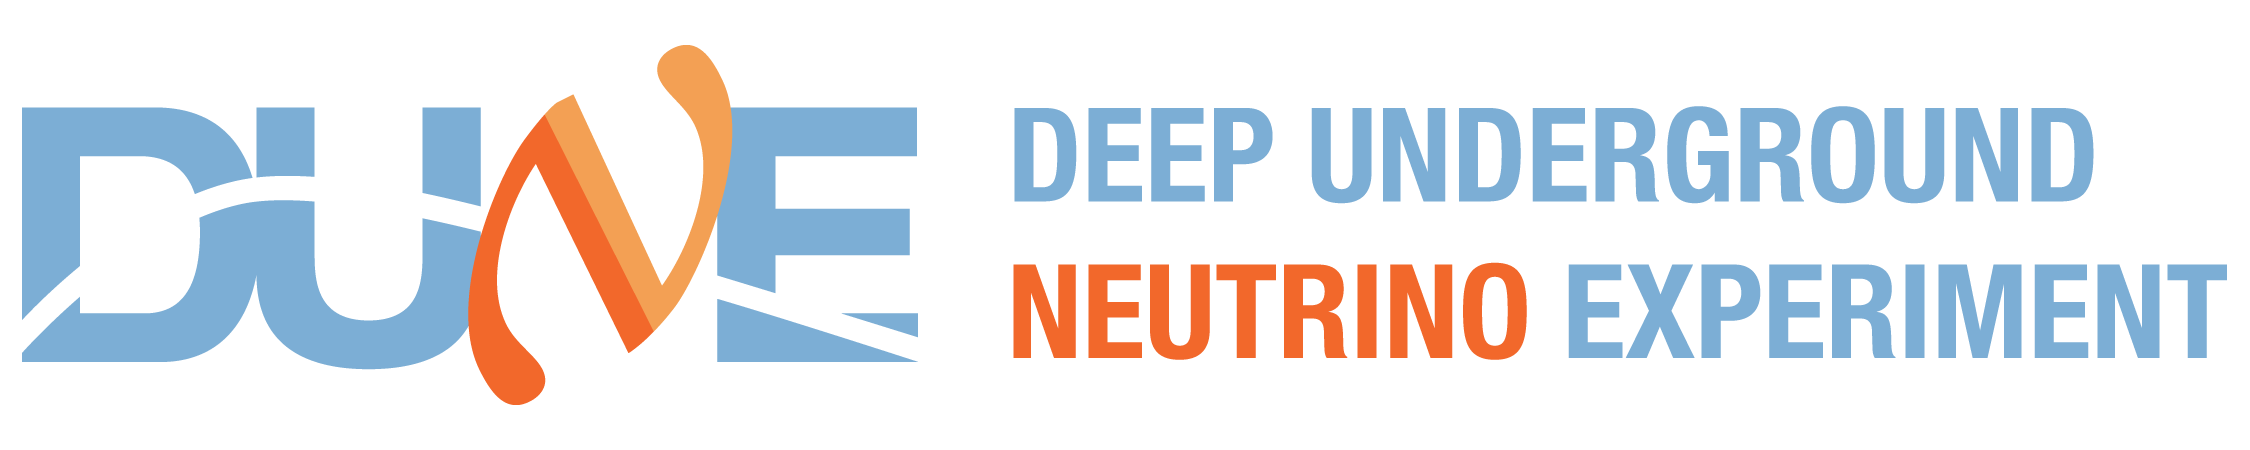 DUNE
DEEP UNDERGROUND
NEUTRINO EXPERIMENT